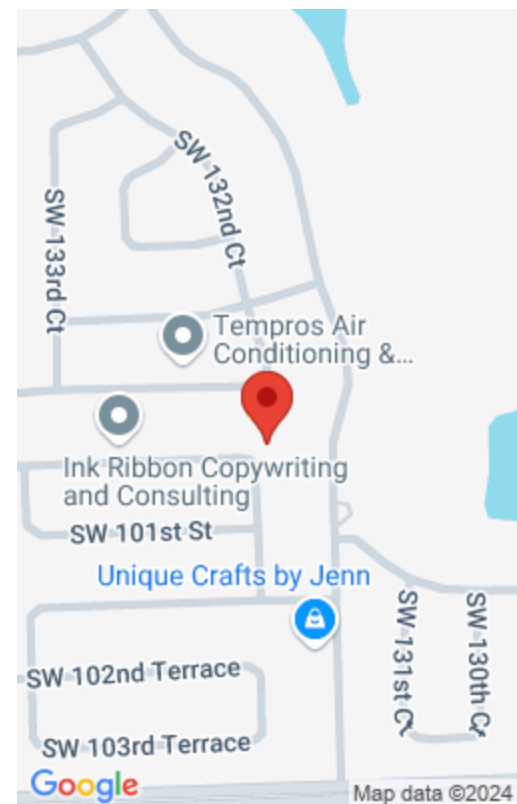 SW 132nd Ct
SW 133rd Ct
Tempros Air
Conditioning &...
Ink Ribbon Copywriting
and Consulting
SW 101st St
Unique Crafts by Jenn
SW 131st Ct
SW 130th Ct
SW 102nd Terrace
SW 103rd Terrace
Google
Map data ©2024